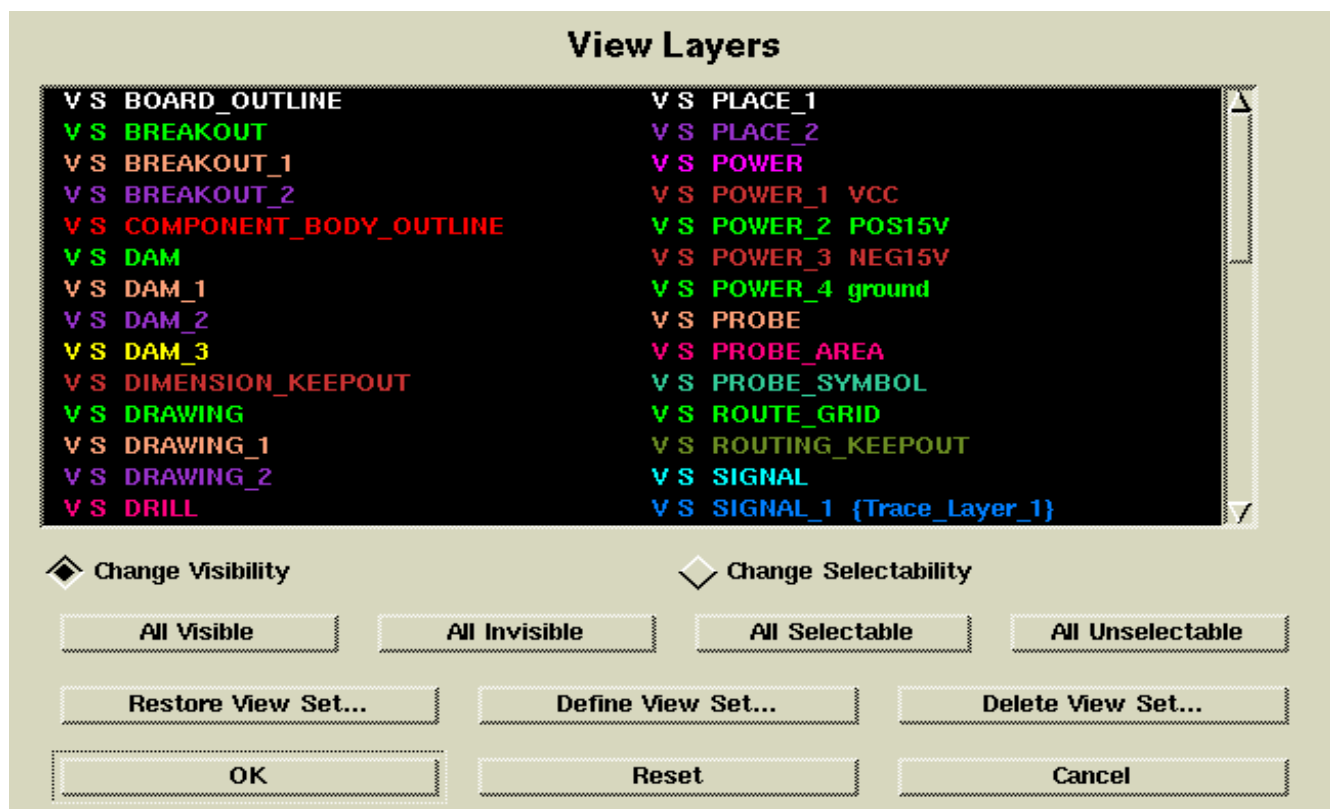 View Layers
V S BOARD_OUTLINE V S PLACE_1
V S BREAKOUT V S PLACE_2
V S BREAKOUT_1 V S POWER
V S BREAKOUT_2 V S POWER_1 VCC
V S COMPONENT_BODY_OUTLINE V S POWER_2 POS15V
V S DAM V S POWER_3 NEG15V
V S DAM_1 V S POWER_4 ground
V S DAM_2 V S PROBE
V S DAM_3 V S PROBE_AREA
V S DIMENSION_KEEPOUT V S PROBE_SYMBOL
V S DRAWING V S ROUTE_GRID
V S DRAWING_1 V S ROUTING_KEEPOUT
V S DRAWING_2 V S SIGNAL
V S DRILL V S SIGNAL_1 {Trace_Layer_1}
Change Visibility Change Selectability
All Visible All Invisible All Selectable All Unselectable
Restore View Set... Define View Set... Delete View Set...
OK Reset Cancel